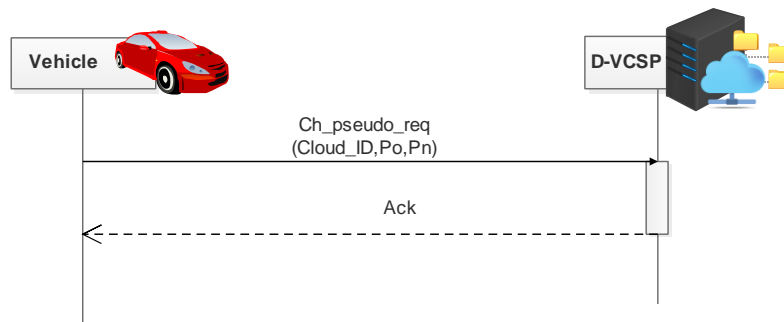 Vehicle
D-VCSP
Ch_pseudo_req
(Cloud_ID,Po,Pn)
Ack